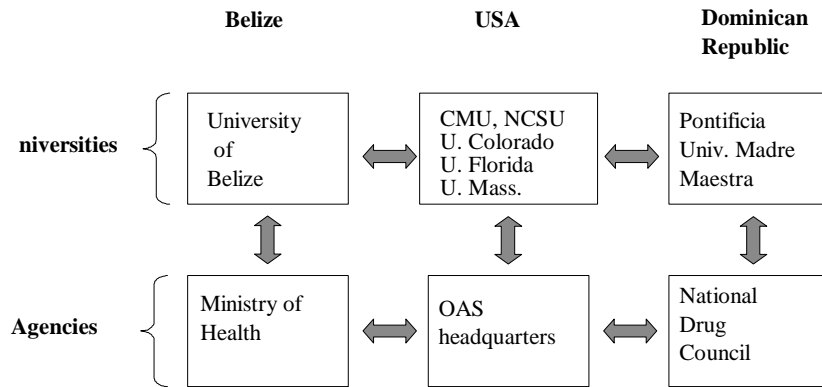 Belize
USA
Dominican
Republic
niversities
University
of
Belize
CMU, NCSU
U. Colorado
U. Florida
U. Mass.
Pontificia
Univ. Madre
Maestra
Agencies
Ministry of
Health
OAS
headquarters
National
Drug
Council